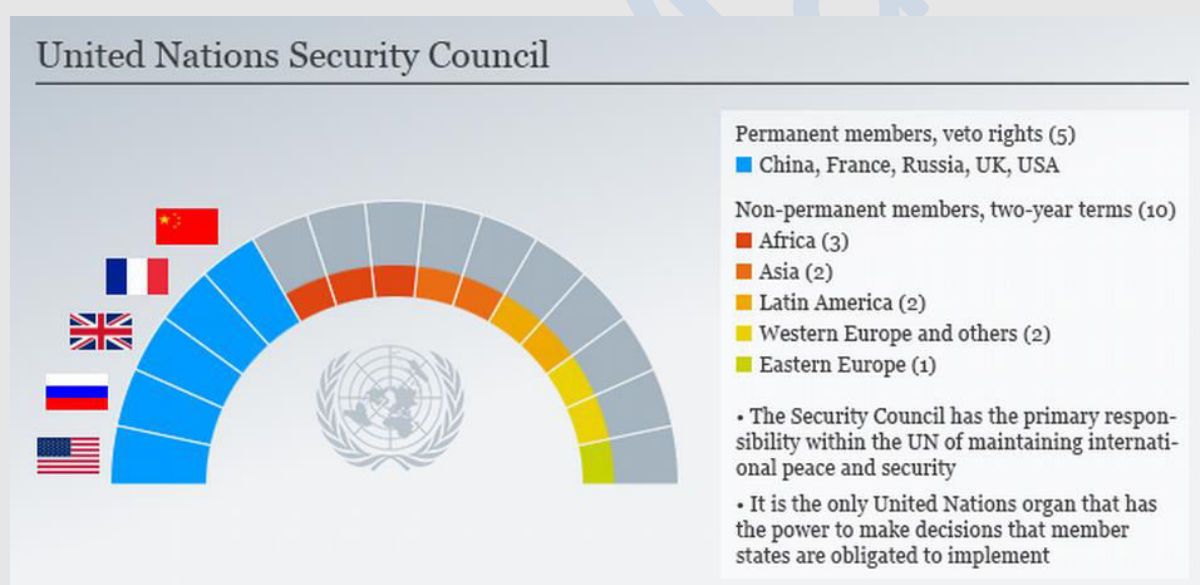 United Nations Security Council
Permanent members, veto rights (5)
China, France, Russia, UK, USA
Non-permanent members, two-year terms (10)
Africa (3)
Asia (2)
Latin America (2)
Western Europe and others (2)
Eastern Europe (1)
• The Security Council has the primary respon-
sibility within the UN of maintaining internati-
onal peace and security
• It is the only United Nations organ that has
the power to make decisions that member
states are obligated to implement